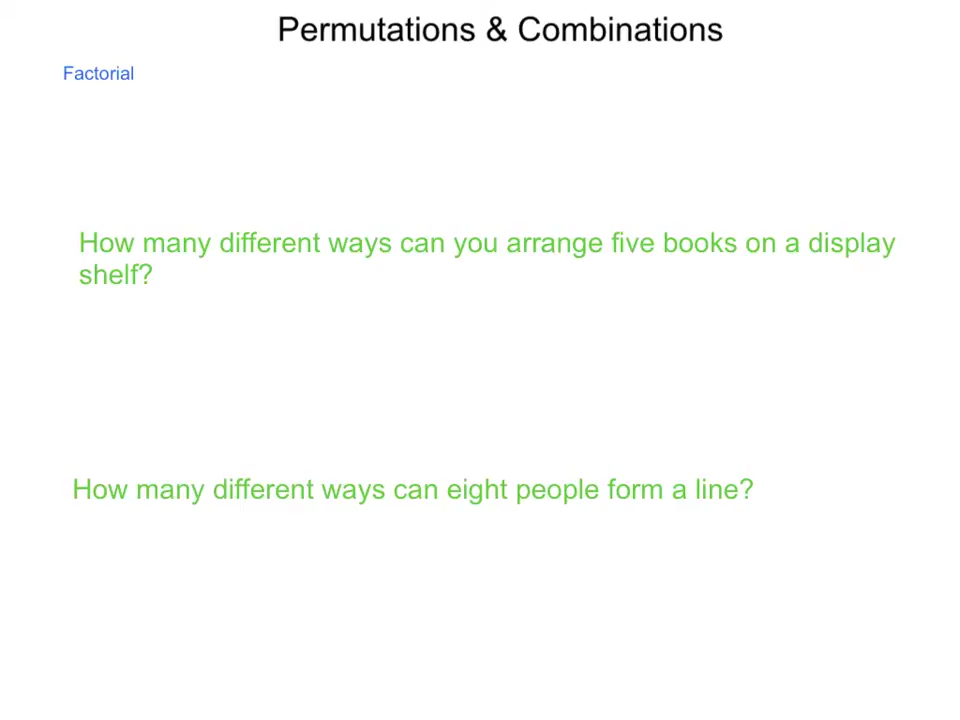 Permutations & Combinations
Factorial
How many different ways can you arrange five books on a display
shelf?
How many different ways can eight people form a line?